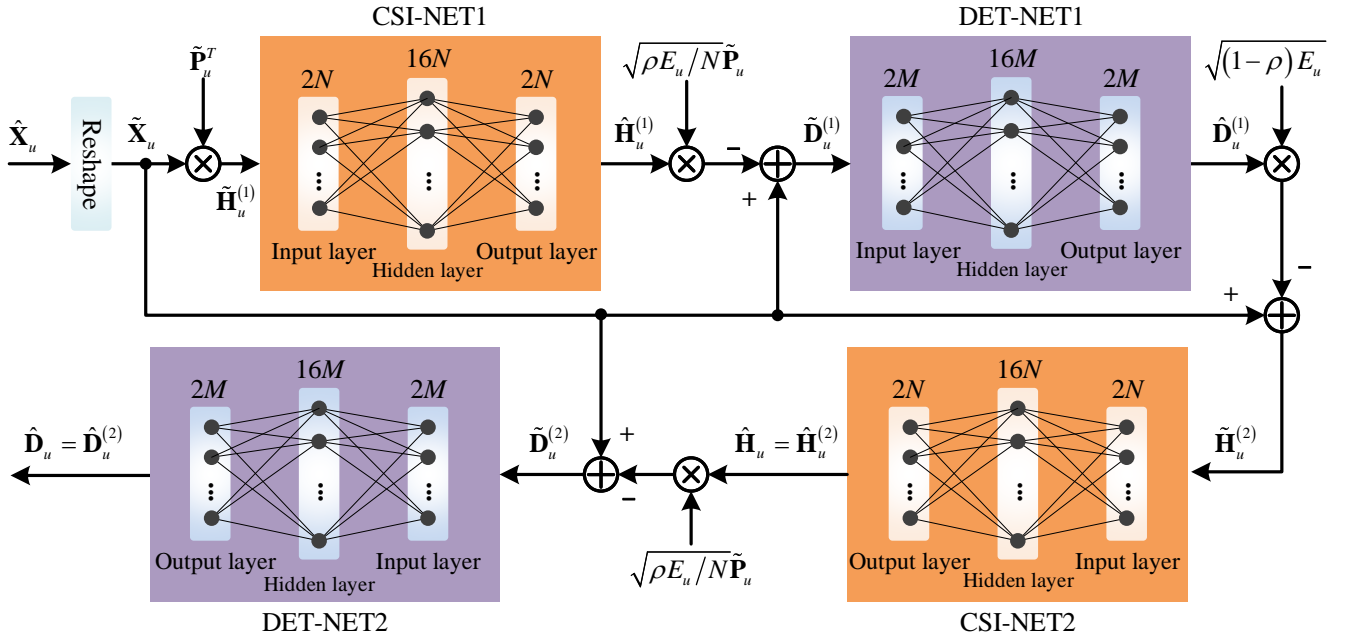 CSI-NET1
DET-NET1
P̃_u^T
√(ρE_u/N)P̃_u
√((1−ρ)E_u)
2N
16N
2N
2M
16M
2M
X̂_u
Reshape
X̃_u
H̃_u^(1)
Ĥ_u^(1)
−
+
D̃_u^(1)
D̂_u^(1)
Input layer
Hidden layer
Output layer
Input layer
Hidden layer
Output layer
−
+
2M
16M
2M
2N
16N
2N
D̂_u = D̂_u^(2)
D̃_u^(2)
+
−
Ĥ_u = Ĥ_u^(2)
H̃_u^(2)
Output layer
Hidden layer
Input layer
√(ρE_u/N)P̃_u
Output layer
Hidden layer
Input layer
DET-NET2
CSI-NET2